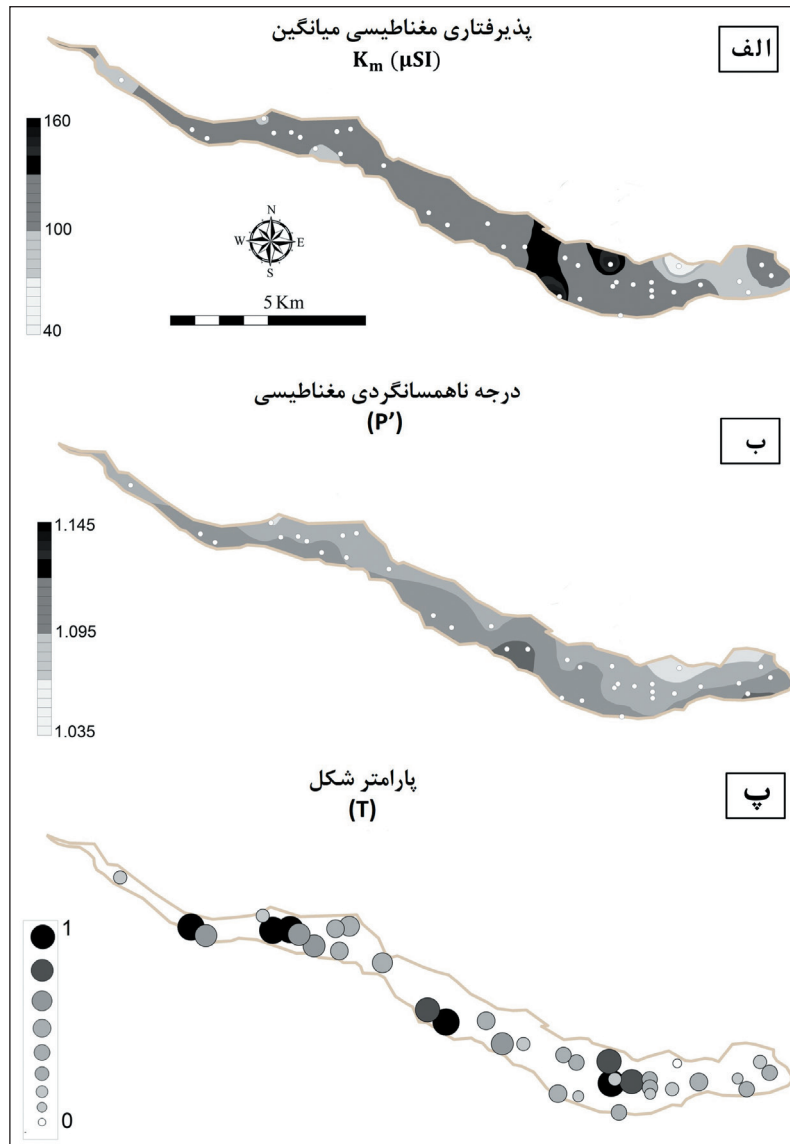 الف
پذیرفتاری مغناطیسی میانگین
K_m (µSI)
160
100
40
N
W
E
S
5 Km
ب
درجه ناهمسانگردی مغناطیسی
(P')
1.145
1.095
1.035
پ
پارامتر شکل
(T)
1
0